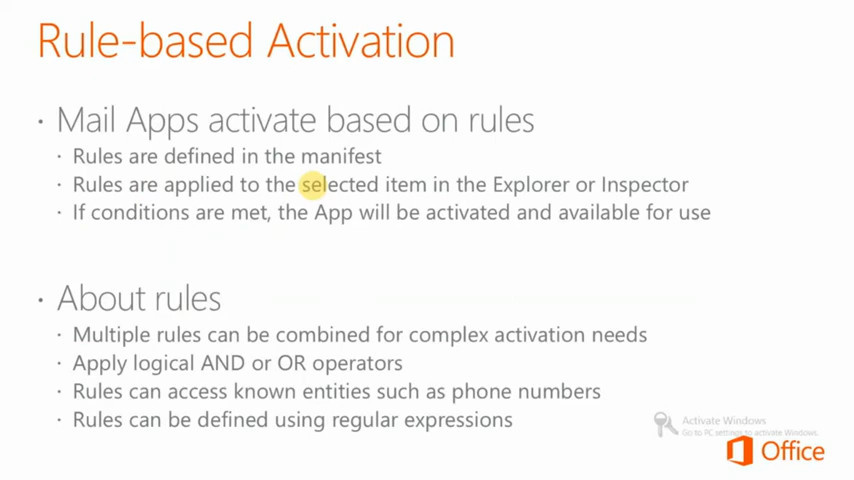 Rule-based Activation
· Mail Apps activate based on rules
· Rules are defined in the manifest
· Rules are applied to the selected item in the Explorer or Inspector
· If conditions are met, the App will be activated and available for use
· About rules
· Multiple rules can be combined for complex activation needs
· Apply logical AND or OR operators
· Rules can access known entities such as phone numbers
· Rules can be defined using regular expressions
Activate Windows
Go to PC settings to activate Windows.
Office